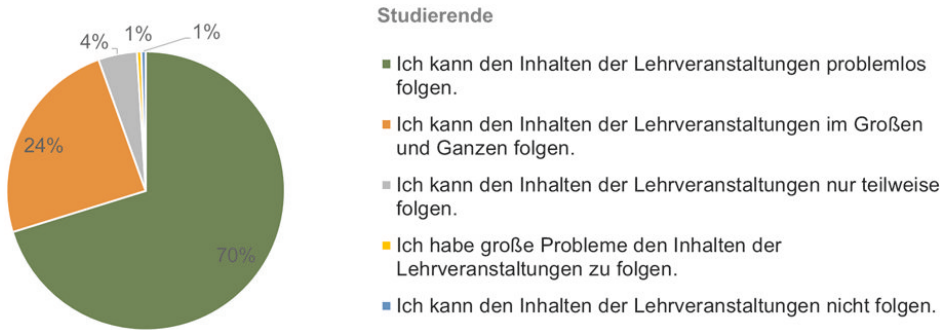 Studierende
1%
1%
4%
24%
70%
Ich kann den Inhalten der Lehrveranstaltungen problemlos
folgen.
Ich kann den Inhalten der Lehrveranstaltungen im Großen
und Ganzen folgen.
Ich kann den Inhalten der Lehrveranstaltungen nur teilweise
folgen.
Ich habe große Probleme den Inhalten der
Lehrveranstaltungen zu folgen.
Ich kann den Inhalten der Lehrveranstaltungen nicht folgen.